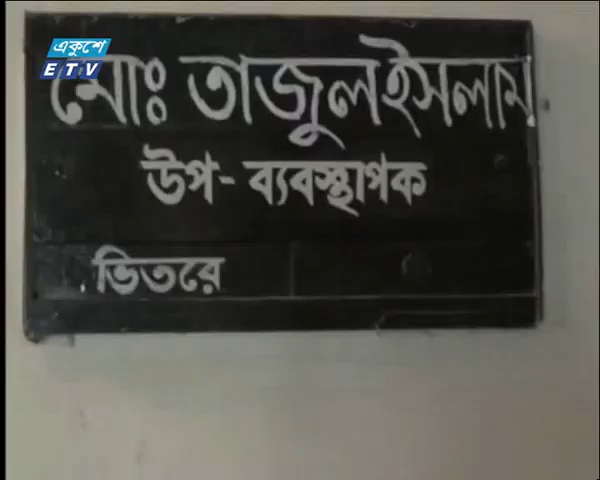 একুশে
ETV
মোঃ তাজুলইসলাম
উপ- ব্যবস্থাপক
ভিতরে